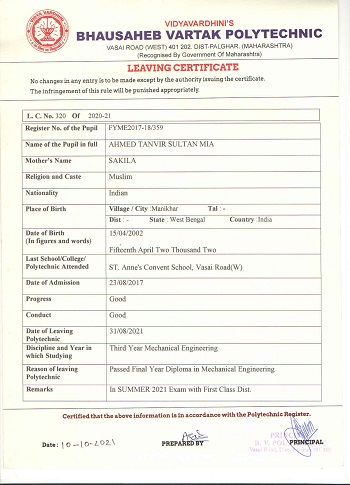 VIDYAVARDHINI'S
BHAUSAHEB VARTAK POLYTECHNIC
VASAI ROAD (WEST) 401 202. DIST-PALGHAR. (MAHARASHTRA)
(Recognised By Government Of Maharashtra)
LEAVING CERTIFICATE
No changes in any entry is to be made except by the authority issuing the certificate.
The infringement of this rule will be punished appropriately.
L. C. No. 320 Of 2020-21
Register No. of the Pupil FYME2017-18/359
Name of the Pupil in full AHMED TANVIR SULTAN MIA
Mother's Name SAKILA
Religion and Caste Muslim
Nationality Indian
Place of Birth Village / City :Manikhar Tal : -
Dist : - State : West Bengal Country :India
Date of Birth 15/04/2002
(In figures and words) Fifteenth April Two Thousand Two
Last School/College/
Polytechnic Attended ST. Anne's Convent School, Vasai Road(W)
Date of Admission 23/08/2017
Progress Good
Conduct Good
Date of Leaving 31/08/2021
Polytechnic
Discipline and Year in Third Year Mechanical Engineering
which Studying
Reason of leaving Passed Final Year Diploma in Mechanical Engineering
Polytechnic
Remarks In SUMMER 2021 Exam with First Class Dist.
Certified that the above information is in accordance with the Polytechnic Register.
Date: 10-10-2021 PREPARED BY PRINCIPAL